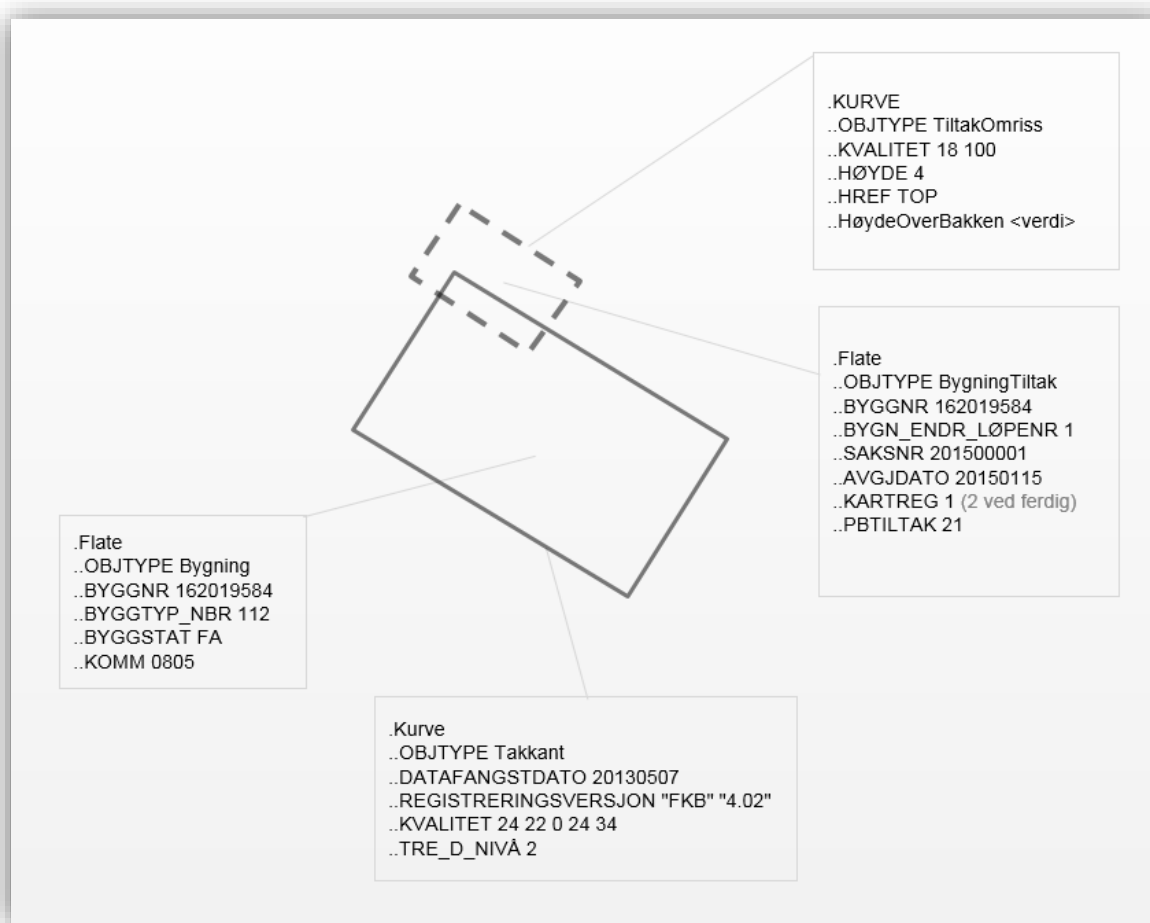 .KURVE
..OBJTYPE TiltakOmriss
..KVALITET 18 100
..HØYDE 4
..HREF TOP
..HøydeOverBakken <verdi>
.Flate
..OBJTYPE BygningTiltak
..BYGGNR 162019584
..BYGN_ENDR_LØPENR 1
..SAKSNR 201500001
..AVGJDATO 20150115
..KARTREG 1 (2 ved ferdig)
..PBTILTAK 21
.Flate
..OBJTYPE Bygning
..BYGGNR 162019584
..BYGGTYP_NBR 112
..BYGGSTAT FA
..KOMM 0805
.Kurve
..OBJTYPE Takkant
..DATAFANGSTDATO 20130507
..REGISTRERINGSVERSJON "FKB" "4.02"
..KVALITET 24 22 0 24 34
..TRE_D_NIVÅ 2